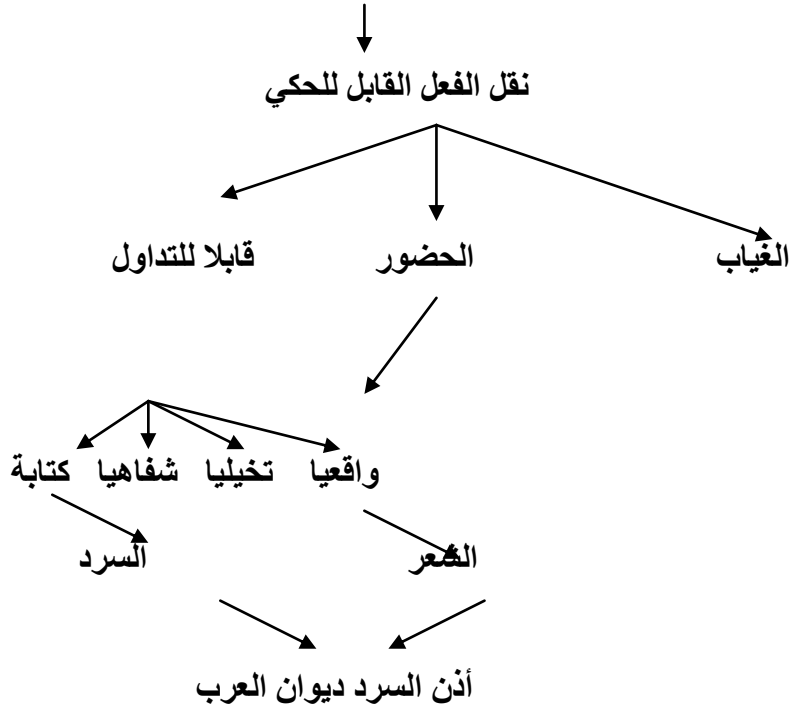 نقل الفعل القابل للحكي
الغياب الحضور قابلا للتداول
واقعيا تخيليا شفاهيا كتابة
الشعر السرد
أذن السرد ديوان العرب